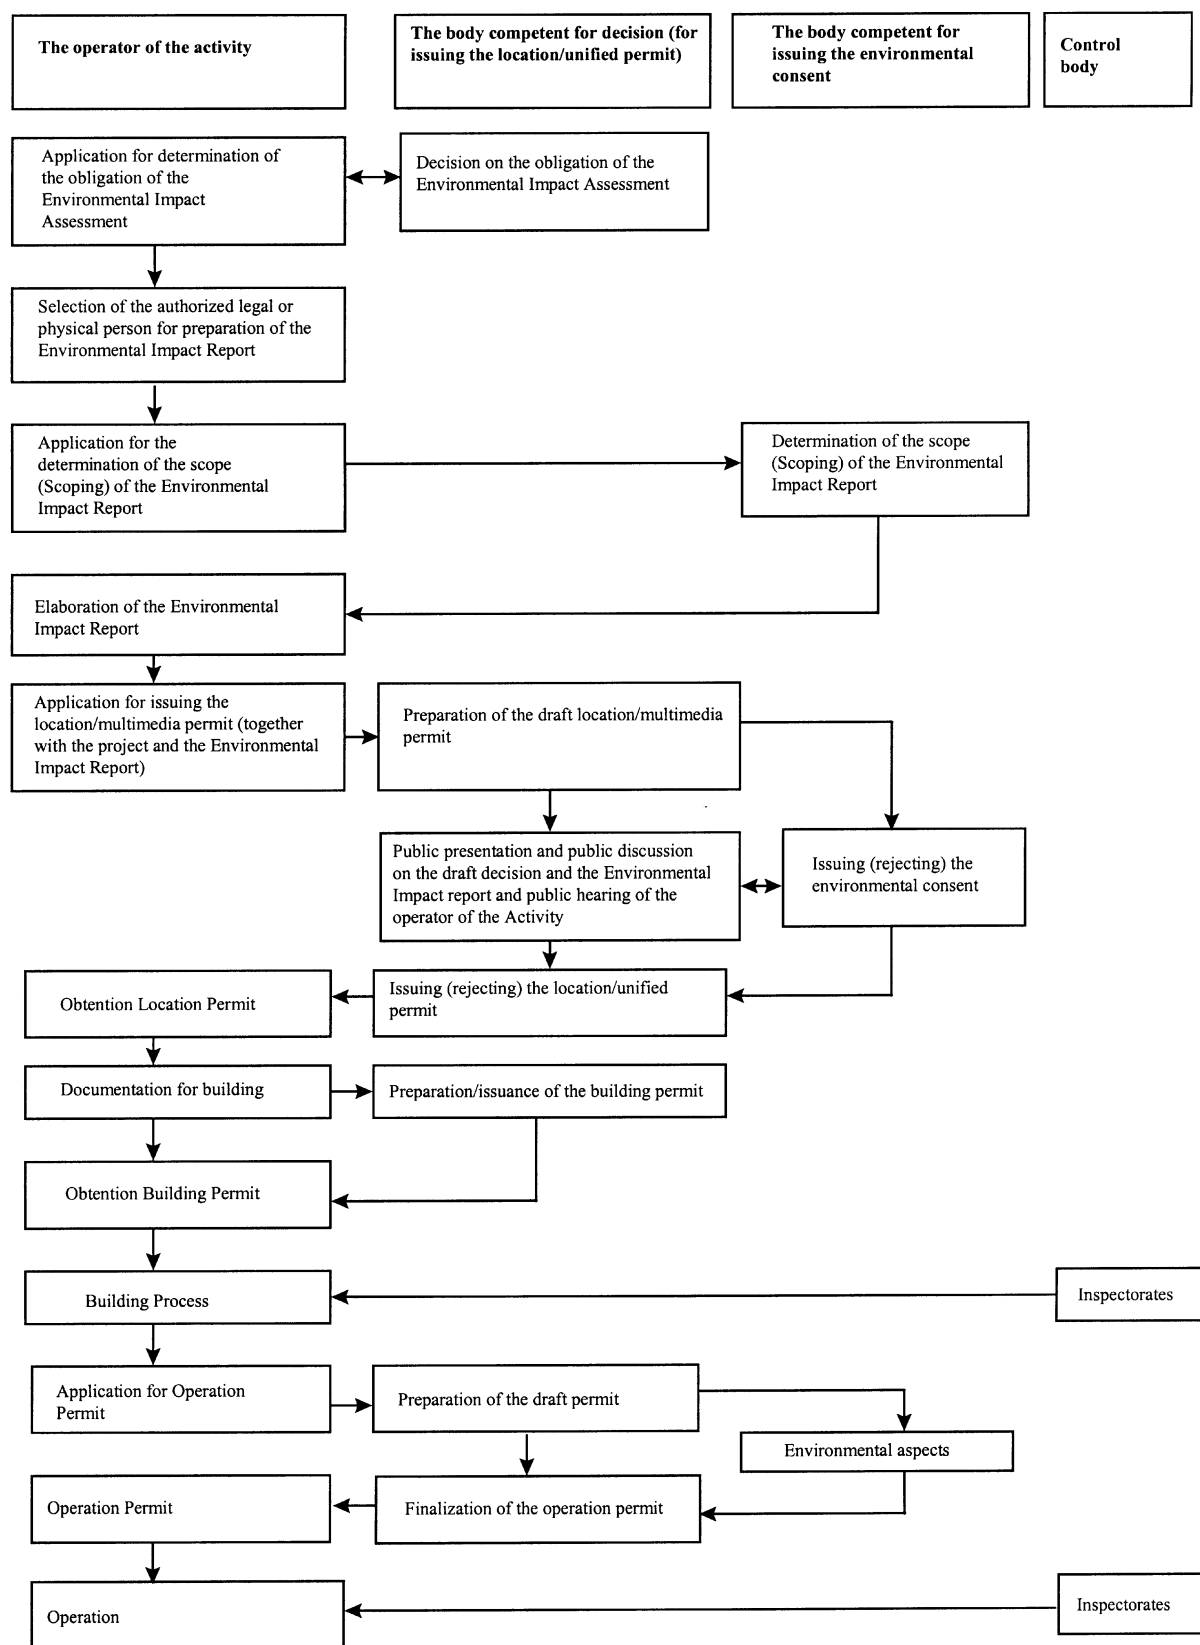 The operator of the activity
The body competent for decision (for
issuing the location/unified permit)
The body competent for
issuing the environmental
consent
Control
body
Application for determination of
the obligation of the
Environmental Impact
Assessment
Decision on the obligation of the
Environmental Impact Assessment
Selection of the authorized legal or
physical person for preparation of the
Environmental Impact Report
Application for the
determination of the scope
(Scoping) of the Environmental
Impact Report
Determination of the scope
(Scoping) of the Environmental
Impact Report
Elaboration of the Environmental
Impact Report
Application for issuing the
location/multimedia permit (together
with the project and the Environmental
Impact Report)
Preparation of the draft location/multimedia
permit
Public presentation and public discussion
on the draft decision and the Environmental
Impact report and public hearing of the
operator of the Activity
Issuing (rejecting) the
environmental consent
Obtention Location Permit
Issuing (rejecting) the location/unified
permit
Documentation for building
Preparation/issuance of the building permit
Obtention Building Permit
Building Process
Inspectorates
Application for Operation
Permit
Preparation of the draft permit
Environmental aspects
Operation Permit
Finalization of the operation permit
Operation
Inspectorates